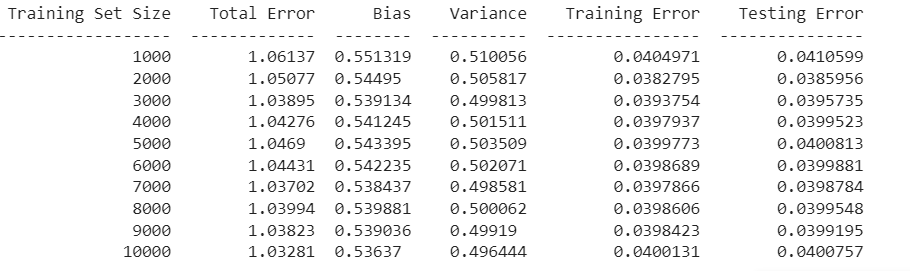 Training Set Size Total Error Bias Variance Training Error Testing Error
------------------- ------------- -------- ---------- ---------------- ---------------
1000 1.06137 0.551319 0.510056 0.0404971 0.0410599
2000 1.05077 0.54495 0.505817 0.0382795 0.0385956
3000 1.03895 0.539134 0.499813 0.0393754 0.0395735
4000 1.04276 0.541245 0.501511 0.0397937 0.0399523
5000 1.0469 0.543395 0.503509 0.0399773 0.0400813
6000 1.04431 0.542235 0.502071 0.0398689 0.0399881
7000 1.03702 0.538437 0.498581 0.0397866 0.0398784
8000 1.03994 0.539881 0.500062 0.0398606 0.0399548
9000 1.03823 0.539036 0.49919 0.0398423 0.0399195
10000 1.03281 0.53637 0.496444 0.0400131 0.0400757